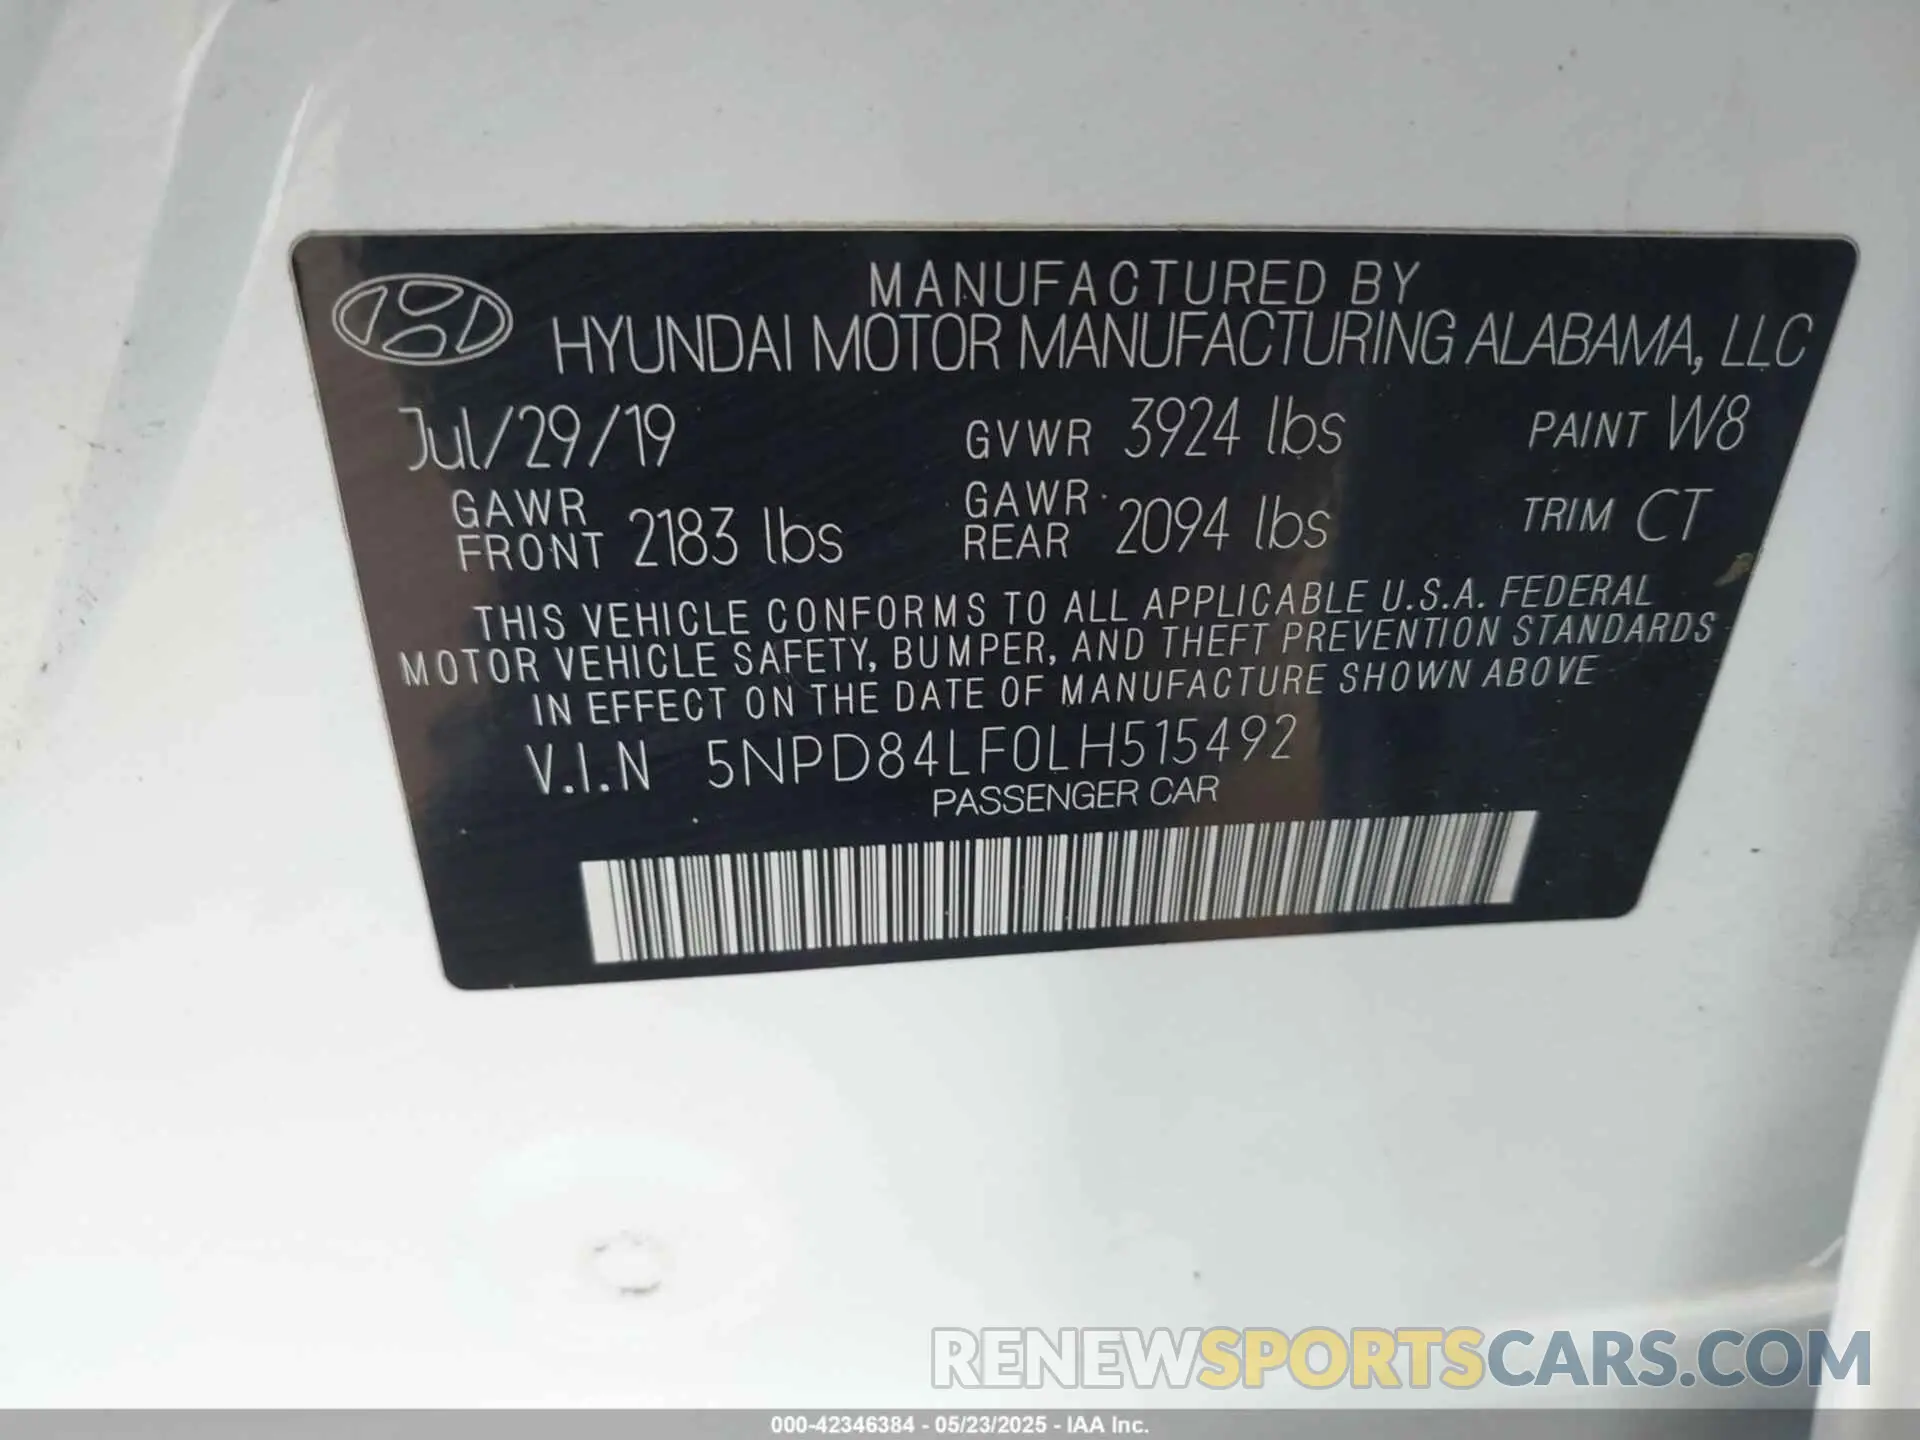 MANUFACTURED BY
HYUNDAI MOTOR MANUFACTURING ALABAMA, LLC
Jul/29/19 GVWR 3924 lbs PAINT W8
GAWR FRONT 2183 lbs GAWR REAR 2094 lbs TRIM CT
THIS VEHICLE CONFORMS TO ALL APPLICABLE U.S.A. FEDERAL
MOTOR VEHICLE SAFETY, BUMPER, AND THEFT PREVENTION STANDARDS
IN EFFECT ON THE DATE OF MANUFACTURE SHOWN ABOVE
V.I.N 5NPD84LF0LH515492
PASSENGER CAR
RENEWSPORTSCARS.COM
000-42346384 - 05/23/2025 - IAA Inc.